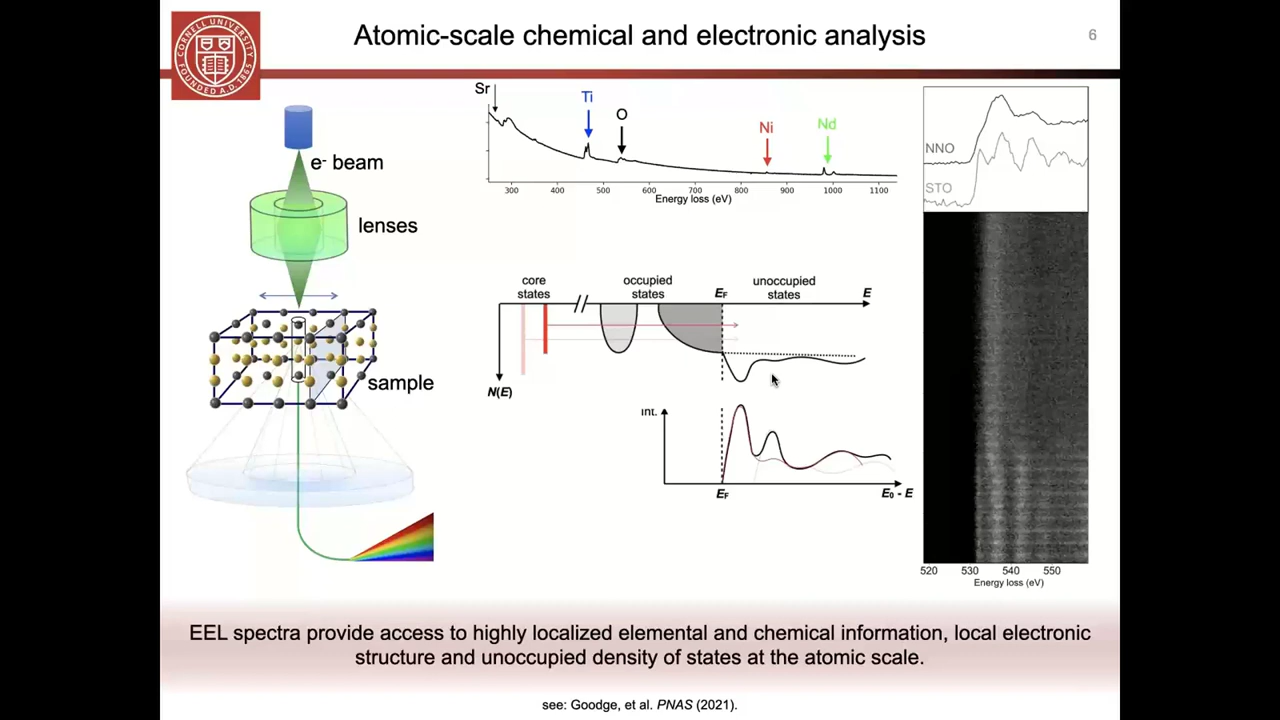 Atomic-scale chemical and electronic analysis
6
CORNELL UNIVERSITY
FOUNDED A.D. 1865
e- beam
lenses
sample
Sr
Ti
O
Ni
Nd
300 400 500 600 700 800 900 1000 1100
Energy loss (eV)
core states
occupied states
EF
unoccupied states
E
N(E)
Int.
EF
E0 - E
NNO
STO
520 530 540 550
Energy loss (eV)
EEL spectra provide access to highly localized elemental and chemical information, local electronic
structure and unoccupied density of states at the atomic scale.
see: Goodge, et al. PNAS (2021).